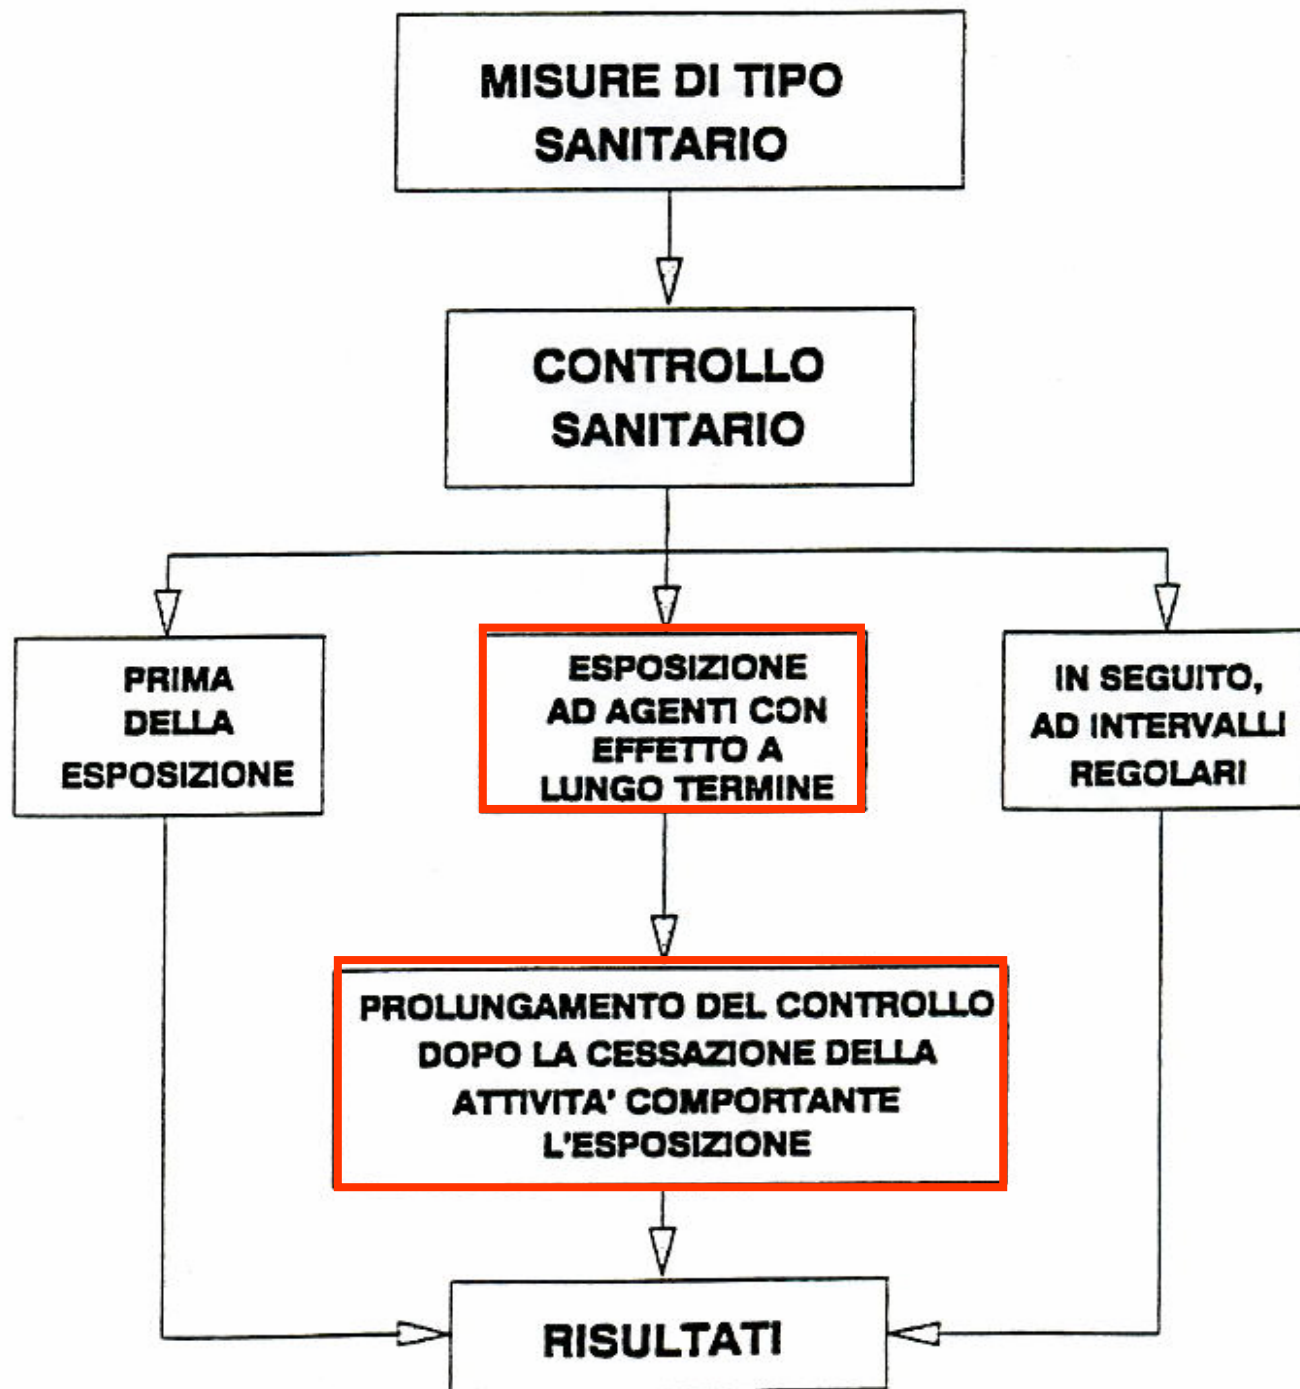 MISURE DI TIPO
SANITARIO
CONTROLLO
SANITARIO
PRIMA
DELLA
ESPOSIZIONE
ESPOSIZIONE
AD AGENTI CON
EFFETTO A
LUNGO TERMINE
IN SEGUITO,
AD INTERVALLI
REGOLARI
PROLUNGAMENTO DEL CONTROLLO
DOPO LA CESSAZIONE DELLA
ATTIVITA' COMPORTANTE
L'ESPOSIZIONE
RISULTATI